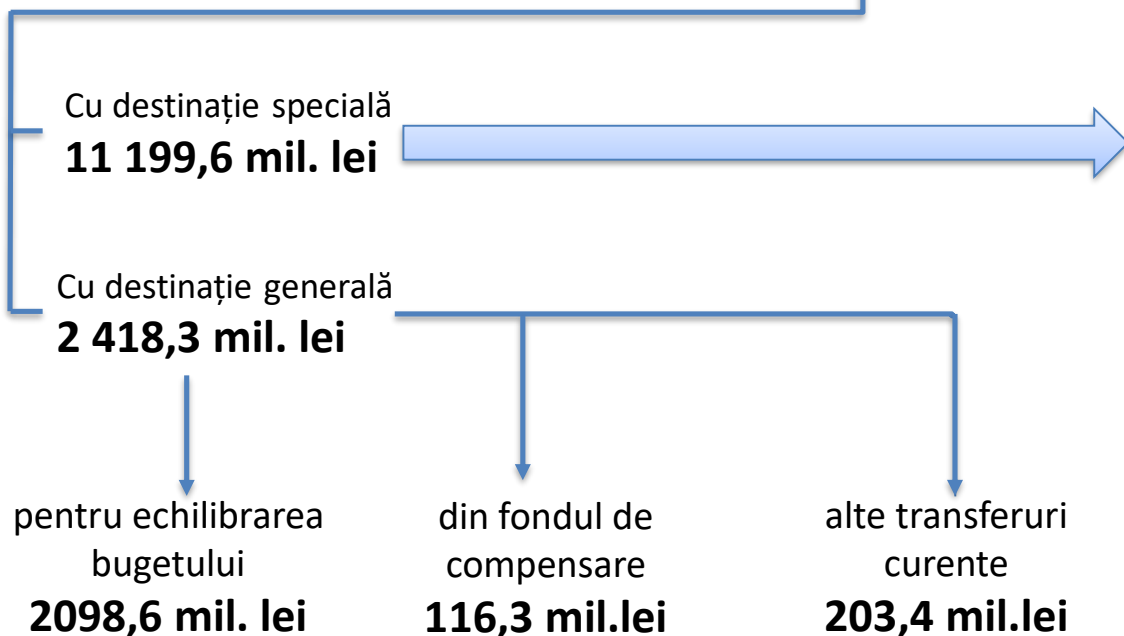 Cu destinație specială
11 199,6 mil. lei
Cu destinație generală
2 418,3 mil. lei
pentru echilibrarea
bugetului
2098,6 mil. lei
din fondul de
compensare
116,3 mil.lei
alte transferuri
curente
203,4 mil.lei